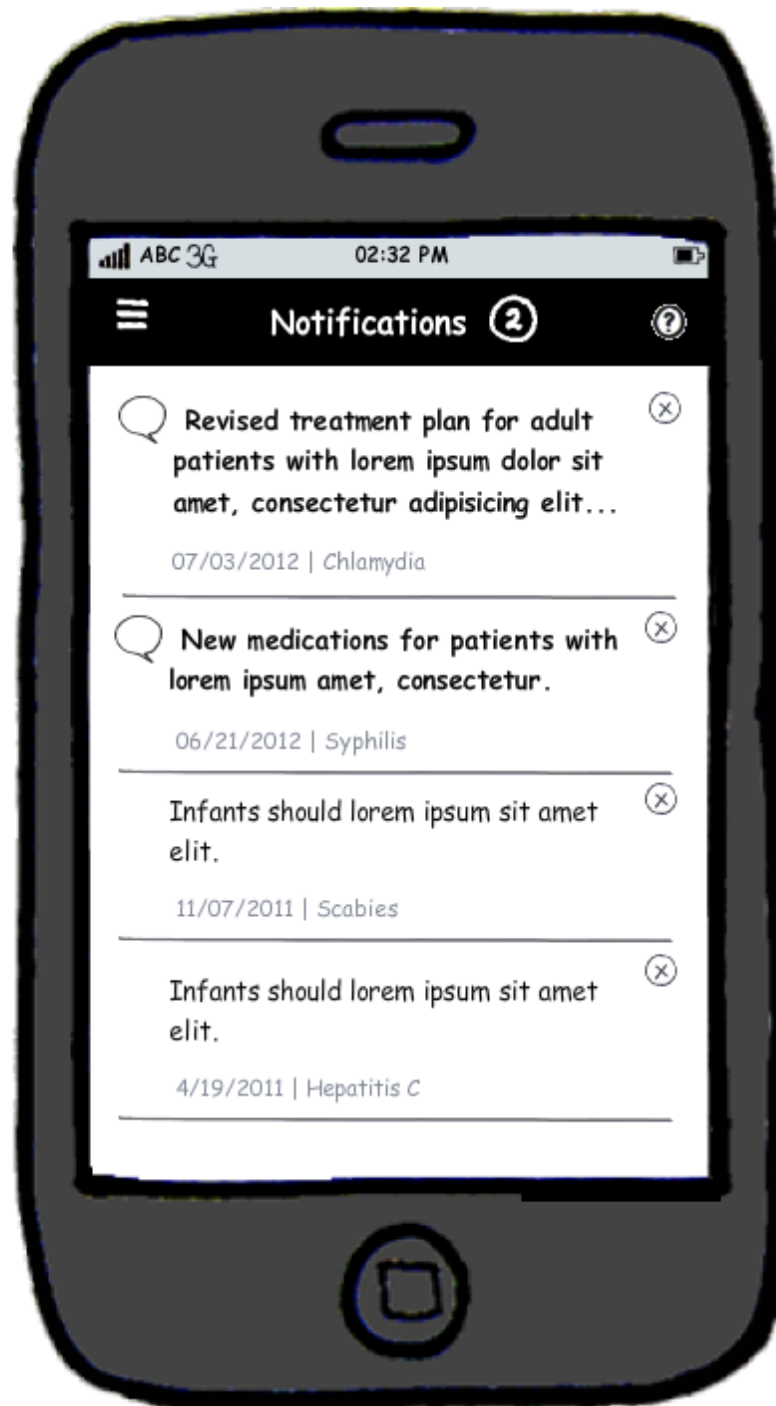 ABC 3G 02:32 PM
Notifications 2
?
Revised treatment plan for adult
patients with lorem ipsum dolor sit
amet, consectetur adipisicing elit...
07/03/2012 | Chlamydia
New medications for patients with
lorem ipsum amet, consectetur.
06/21/2012 | Syphilis
Infants should lorem ipsum sit amet
elit.
11/07/2011 | Scabies
Infants should lorem ipsum sit amet
elit.
4/19/2011 | Hepatitis C